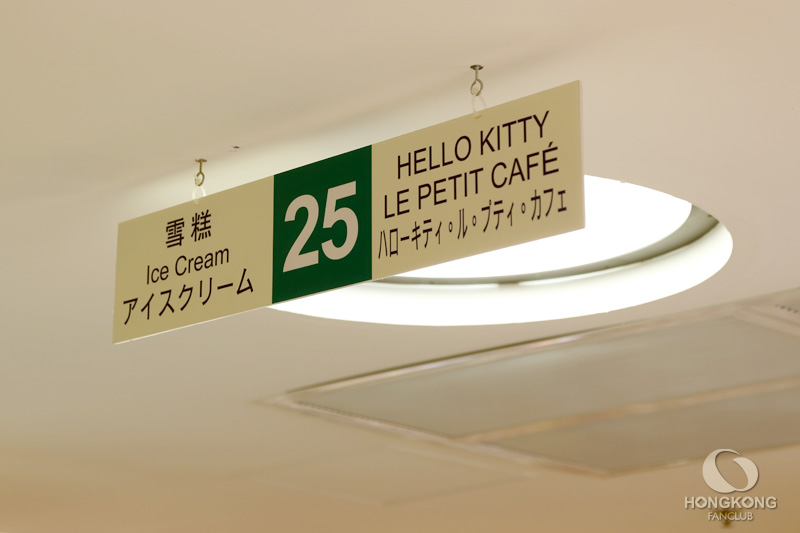 雪糕
Ice Cream
アイスクリーム
25
HELLO KITTY
LE PETIT CAFÉ
ハローキティ。ル。プティ。カフェ
HONGKONG
FANCLUB